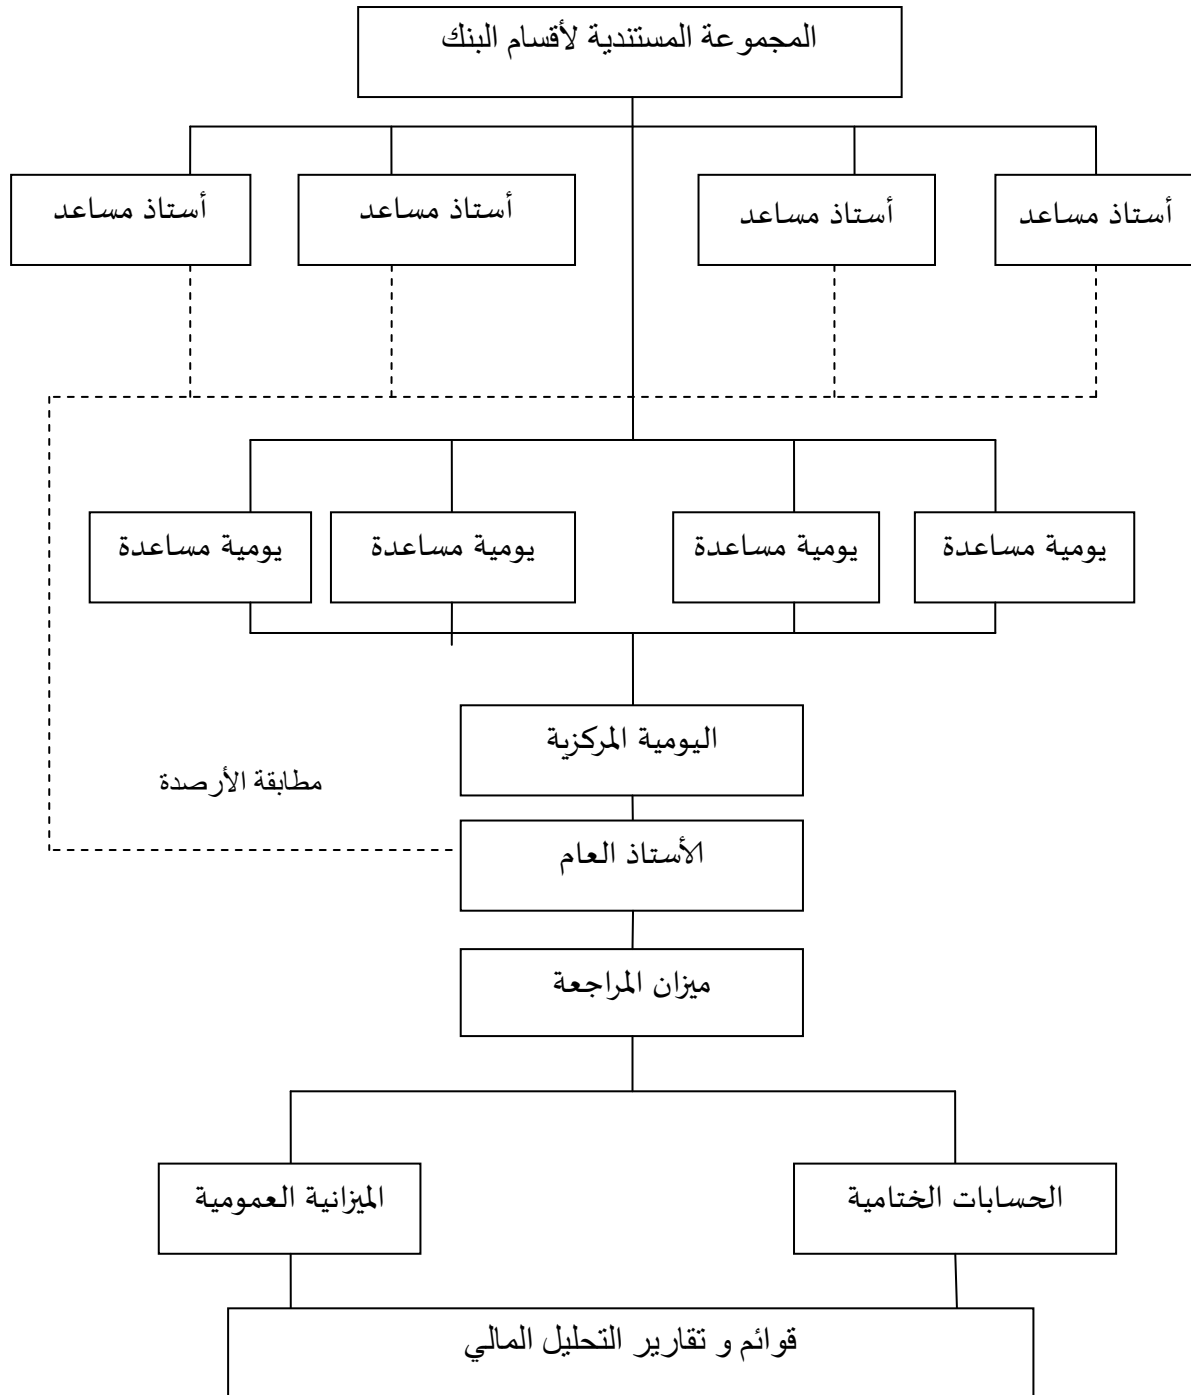 المجموعة المستندية لأقسام البنك
أستاذ مساعد
أستاذ مساعد
أستاذ مساعد
أستاذ مساعد
يومية مساعدة
يومية مساعدة
يومية مساعدة
يومية مساعدة
اليومية المركزية
مطابقة الأرصدة
الأستاذ العام
ميزان المراجعة
الحسابات الختامية
الميزانية العمومية
قوائم و تقارير التحليل المالي